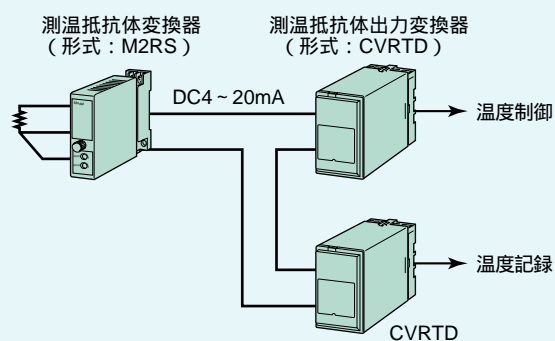 測温抵抗体変換器
（形式：M2RS）
測温抵抗体出力変換器
（形式：CVRTD）
DC4～20mA
温度制御
温度記録
CVRTD